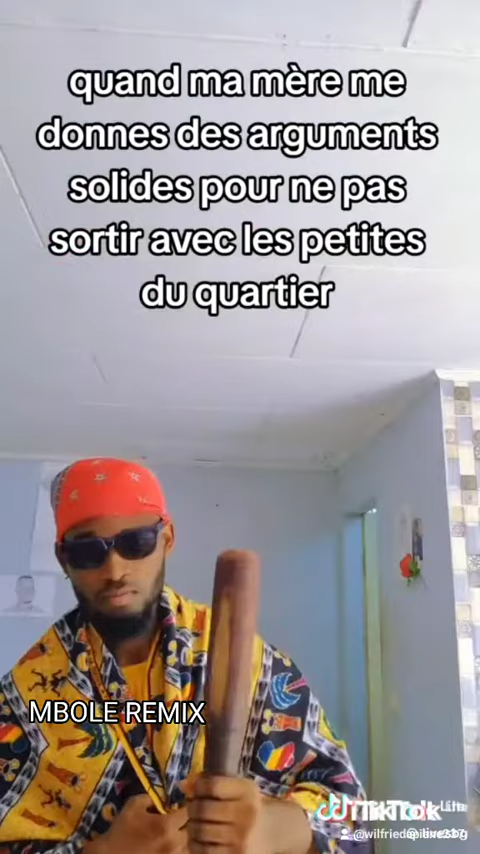 quand ma mère me
donnes des arguments
solides pour ne pas
sortir avec les petites
du quartier
MBOLE REMIX
TikTok